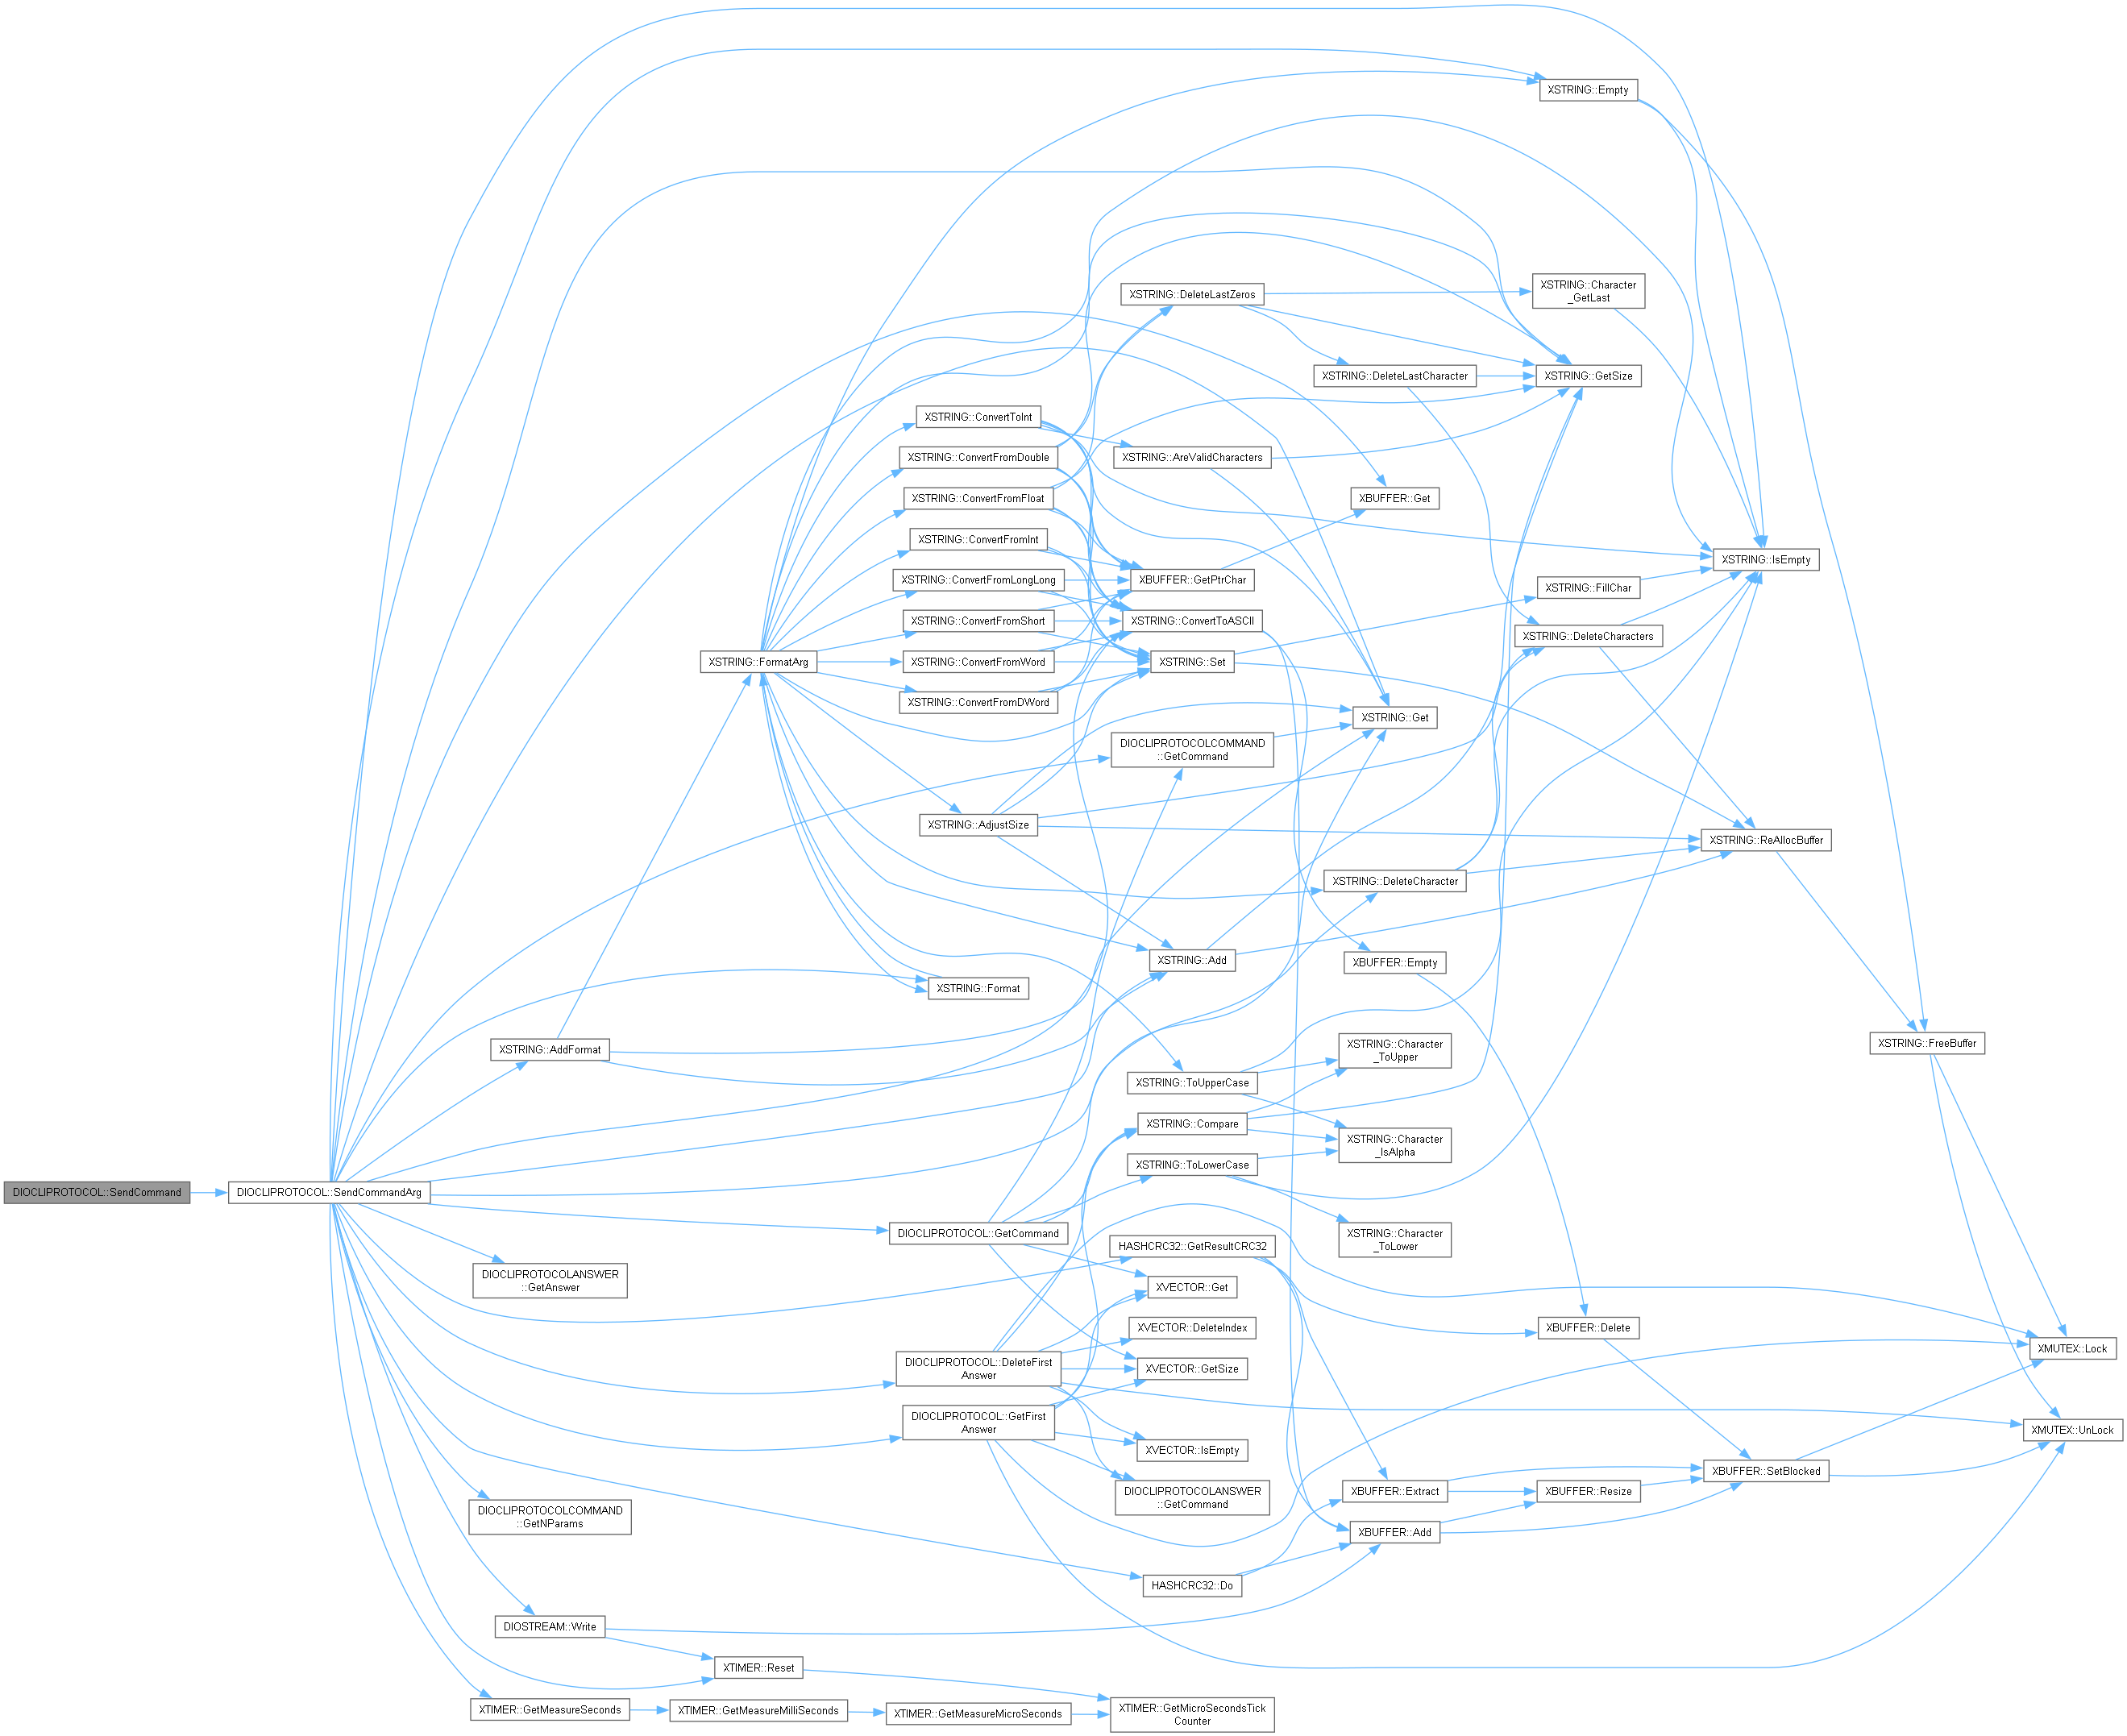 XSTRING::Empty
XSTRING::DeleteLastZeros
XSTRING::Character
_GetLast
XSTRING::DeleteLastCharacter
XSTRING::GetSize
XSTRING::ConvertToInt
XSTRING::ConvertFromDouble
XSTRING::AreValidCharacters
XSTRING::ConvertFromFloat
XBUFFER::Get
XSTRING::ConvertFromInt
XSTRING::IsEmpty
XSTRING::ConvertFromLongLong
XBUFFER::GetPtrChar
XSTRING::FillChar
XSTRING::ConvertFromShort
XSTRING::ConvertToASCII
XSTRING::DeleteCharacters
XSTRING::FormatArg
XSTRING::ConvertFromWord
XSTRING::Set
XSTRING::ConvertFromDWord
XSTRING::Get
DIOCLIPROTOCOLCOMMAND
::GetCommand
XSTRING::AdjustSize
XSTRING::ReAllocBuffer
XSTRING::DeleteCharacter
XSTRING::Add
XBUFFER::Empty
XSTRING::Format
XSTRING::AddFormat
XSTRING::Character
_ToUpper
XSTRING::FreeBuffer
XSTRING::ToUpperCase
XSTRING::Compare
XSTRING::Character
_IsAlpha
XSTRING::ToLowerCase
DIOCLIPROTOCOL::SendCommand
DIOCLIPROTOCOL::SendCommandArg
DIOCLIPROTOCOL::GetCommand
XSTRING::Character
_ToLower
HASHCRC32::GetResultCRC32
DIOCLIPROTOCOLANSWER
::GetAnswer
XVECTOR::Get
XVECTOR::DeleteIndex
XBUFFER::Delete
XMUTEX::Lock
DIOCLIPROTOCOL::DeleteFirst
Answer
XVECTOR::GetSize
DIOCLIPROTOCOL::GetFirst
Answer
XMUTEX::UnLock
XVECTOR::IsEmpty
XBUFFER::SetBlocked
DIOCLIPROTOCOLANSWER
::GetCommand
XBUFFER::Extract
XBUFFER::Resize
DIOCLIPROTOCOLCOMMAND
::GetNParams
XBUFFER::Add
HASHCRC32::Do
DIOSTREAM::Write
XTIMER::Reset
XTIMER::GetMeasureSeconds
XTIMER::GetMeasureMilliSeconds
XTIMER::GetMeasureMicroSeconds
XTIMER::GetMicroSecondsTick
Counter